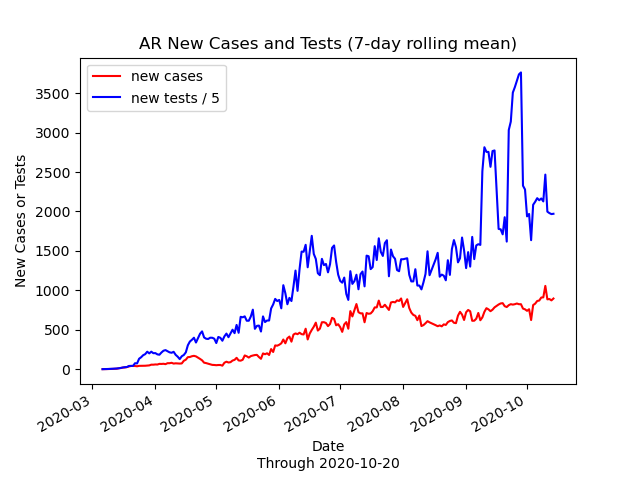 AR New Cases and Tests (7-day rolling mean)
new cases
new tests / 5
New Cases or Tests
3500
3000
2500
2000
1500
1000
500
0
2020-03
2020-04
2020-05
2020-06
2020-07
2020-08
2020-09
2020-10
Date
Through 2020-10-20